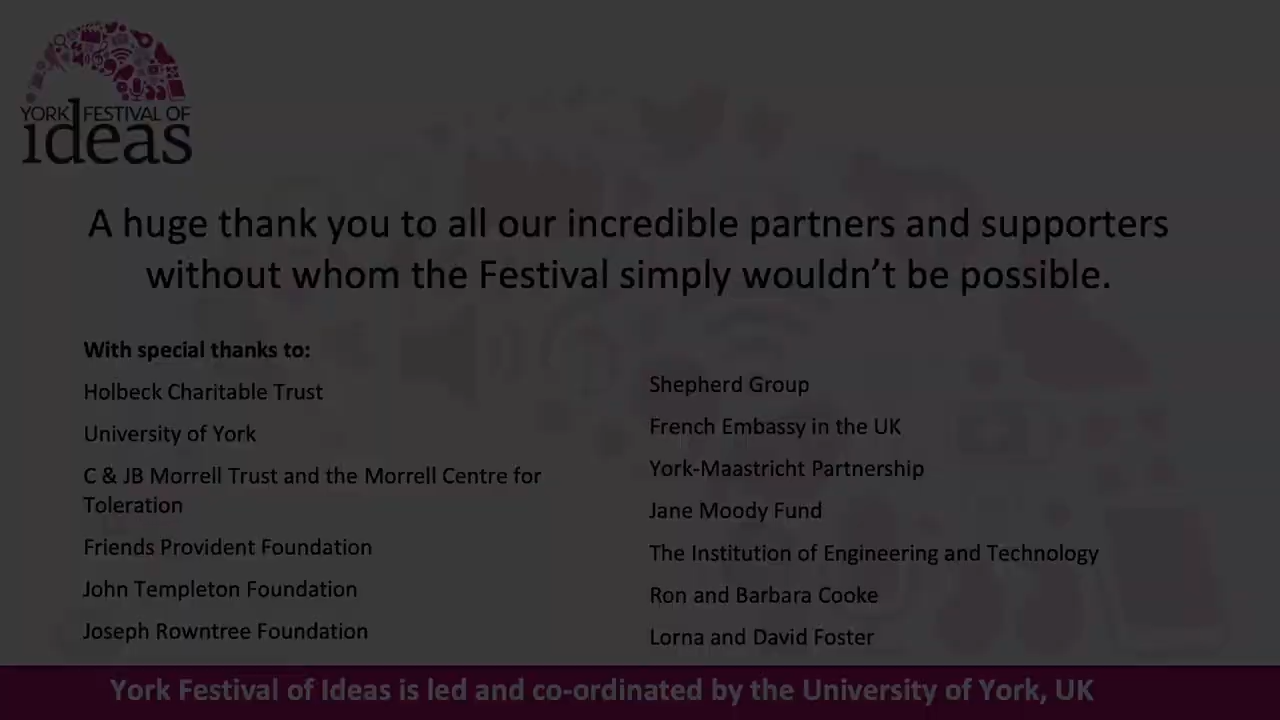 YORK FESTIVAL OF
ideas
A huge thank you to all our incredible partners and supporters
without whom the Festival simply wouldn’t be possible.
With special thanks to:
Holbeck Charitable Trust
University of York
C & JB Morrell Trust and the Morrell Centre for
Toleration
Friends Provident Foundation
John Templeton Foundation
Joseph Rowntree Foundation
Shepherd Group
French Embassy in the UK
York-Maastricht Partnership
Jane Moody Fund
The Institution of Engineering and Technology
Ron and Barbara Cooke
Lorna and David Foster
York Festival of Ideas is led and co-ordinated by the University of York, UK